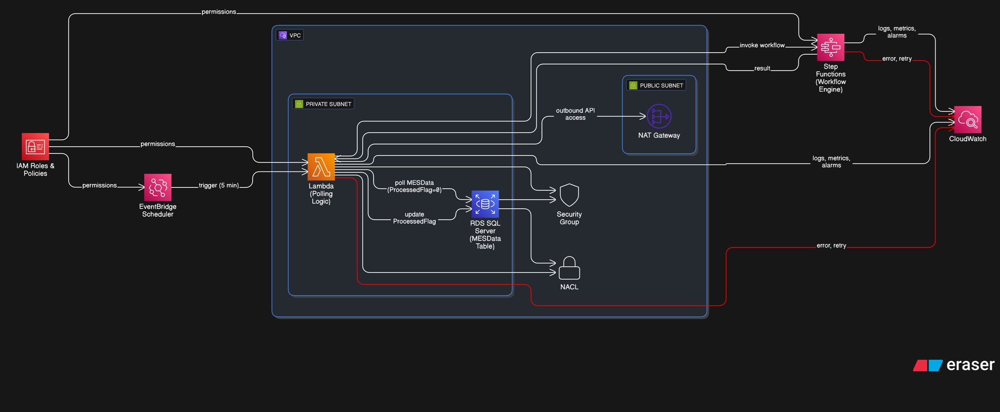 permissions
VPC
logs, metrics,
alarms
invoke workflow
error, retry
result
Step
Functions
(Workflow
Engine)
PUBLIC SUBNET
PRIVATE SUBNET
outbound API
access
NAT Gateway
CloudWatch
permissions
IAM Roles &
Policies
logs, metrics,
alarms
permissions
trigger (5 min)
EventBridge
Scheduler
Lambda
(Polling
Logic)
poll MESData
(ProcessedFlag=0)
update
ProcessedFlag
RDS SQL
Server
(MESData
Table)
Security
Group
error, retry
NACL
eraser